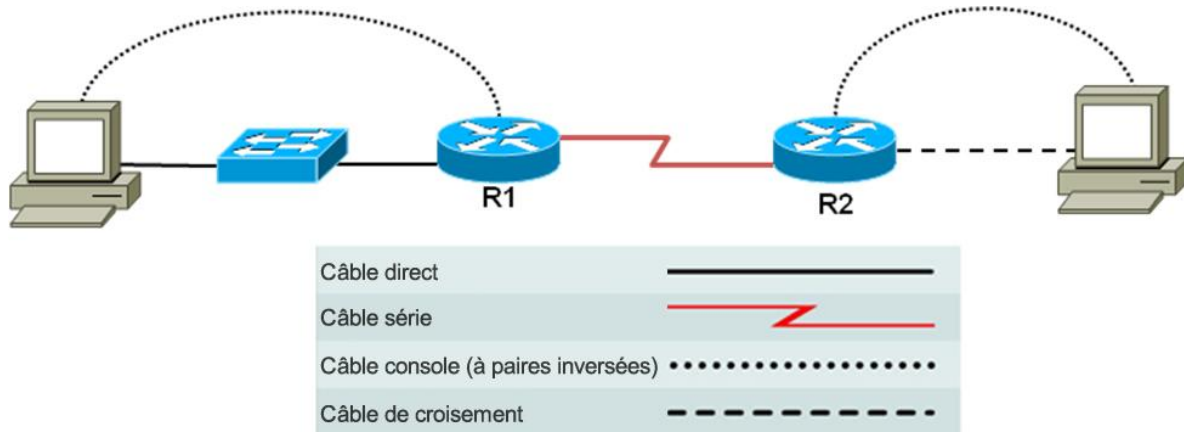 R1
R2
Câble direct
Câble série
Câble console (à paires inversées)
Câble de croisement